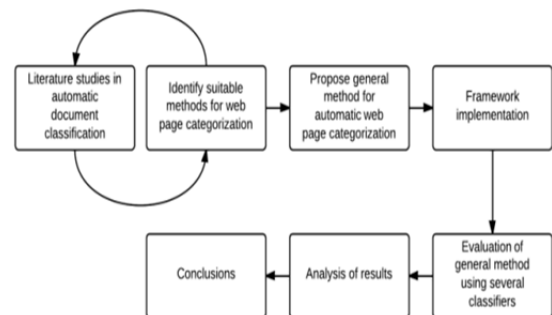 Literature studies in
automatic
document
classification
Identify suitable
methods for web
page categorization
Propose general
method for
automatic web
page categorization
Framework
implementation
Evaluation of
general method
using several
classifiers
Analysis of results
Conclusions